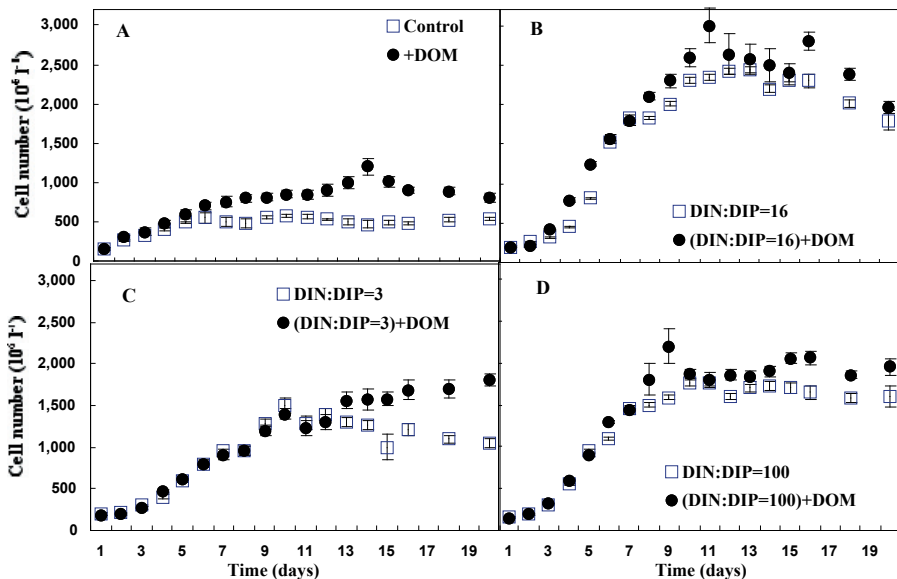 A
Control
+DOM
B
DIN:DIP=16
(DIN:DIP=16)+DOM
Cell number (10⁶ l⁻¹)
3,000
2,500
2,000
1,500
1,000
500
0
C
DIN:DIP=3
(DIN:DIP=3)+DOM
D
DIN:DIP=100
(DIN:DIP=100)+DOM
Cell number (10⁶ l⁻¹)
3,000
2,500
2,000
1,500
1,000
500
0
1 3 5 7 9 11 13 15 17 19
1 3 5 7 9 11 13 15 17 19
Time (days)
Time (days)